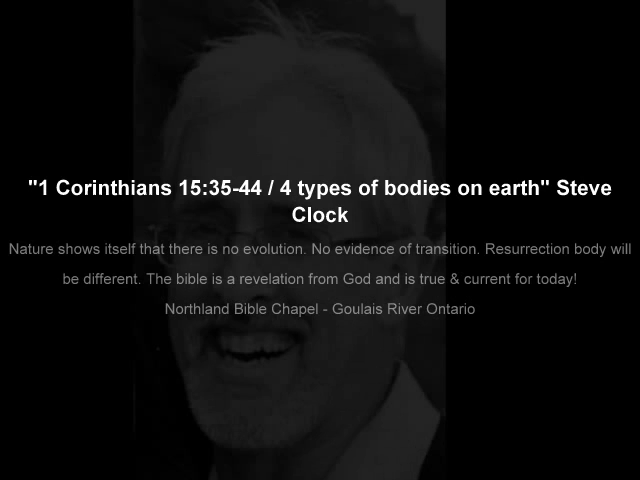 "1 Corinthians 15:35-44 / 4 types of bodies on earth" Steve
Clock
Nature shows itself that there is no evolution. No evidence of transition. Resurrection body will
be different. The bible is a revelation from God and is true & current for today!
Northland Bible Chapel - Goulais River Ontario